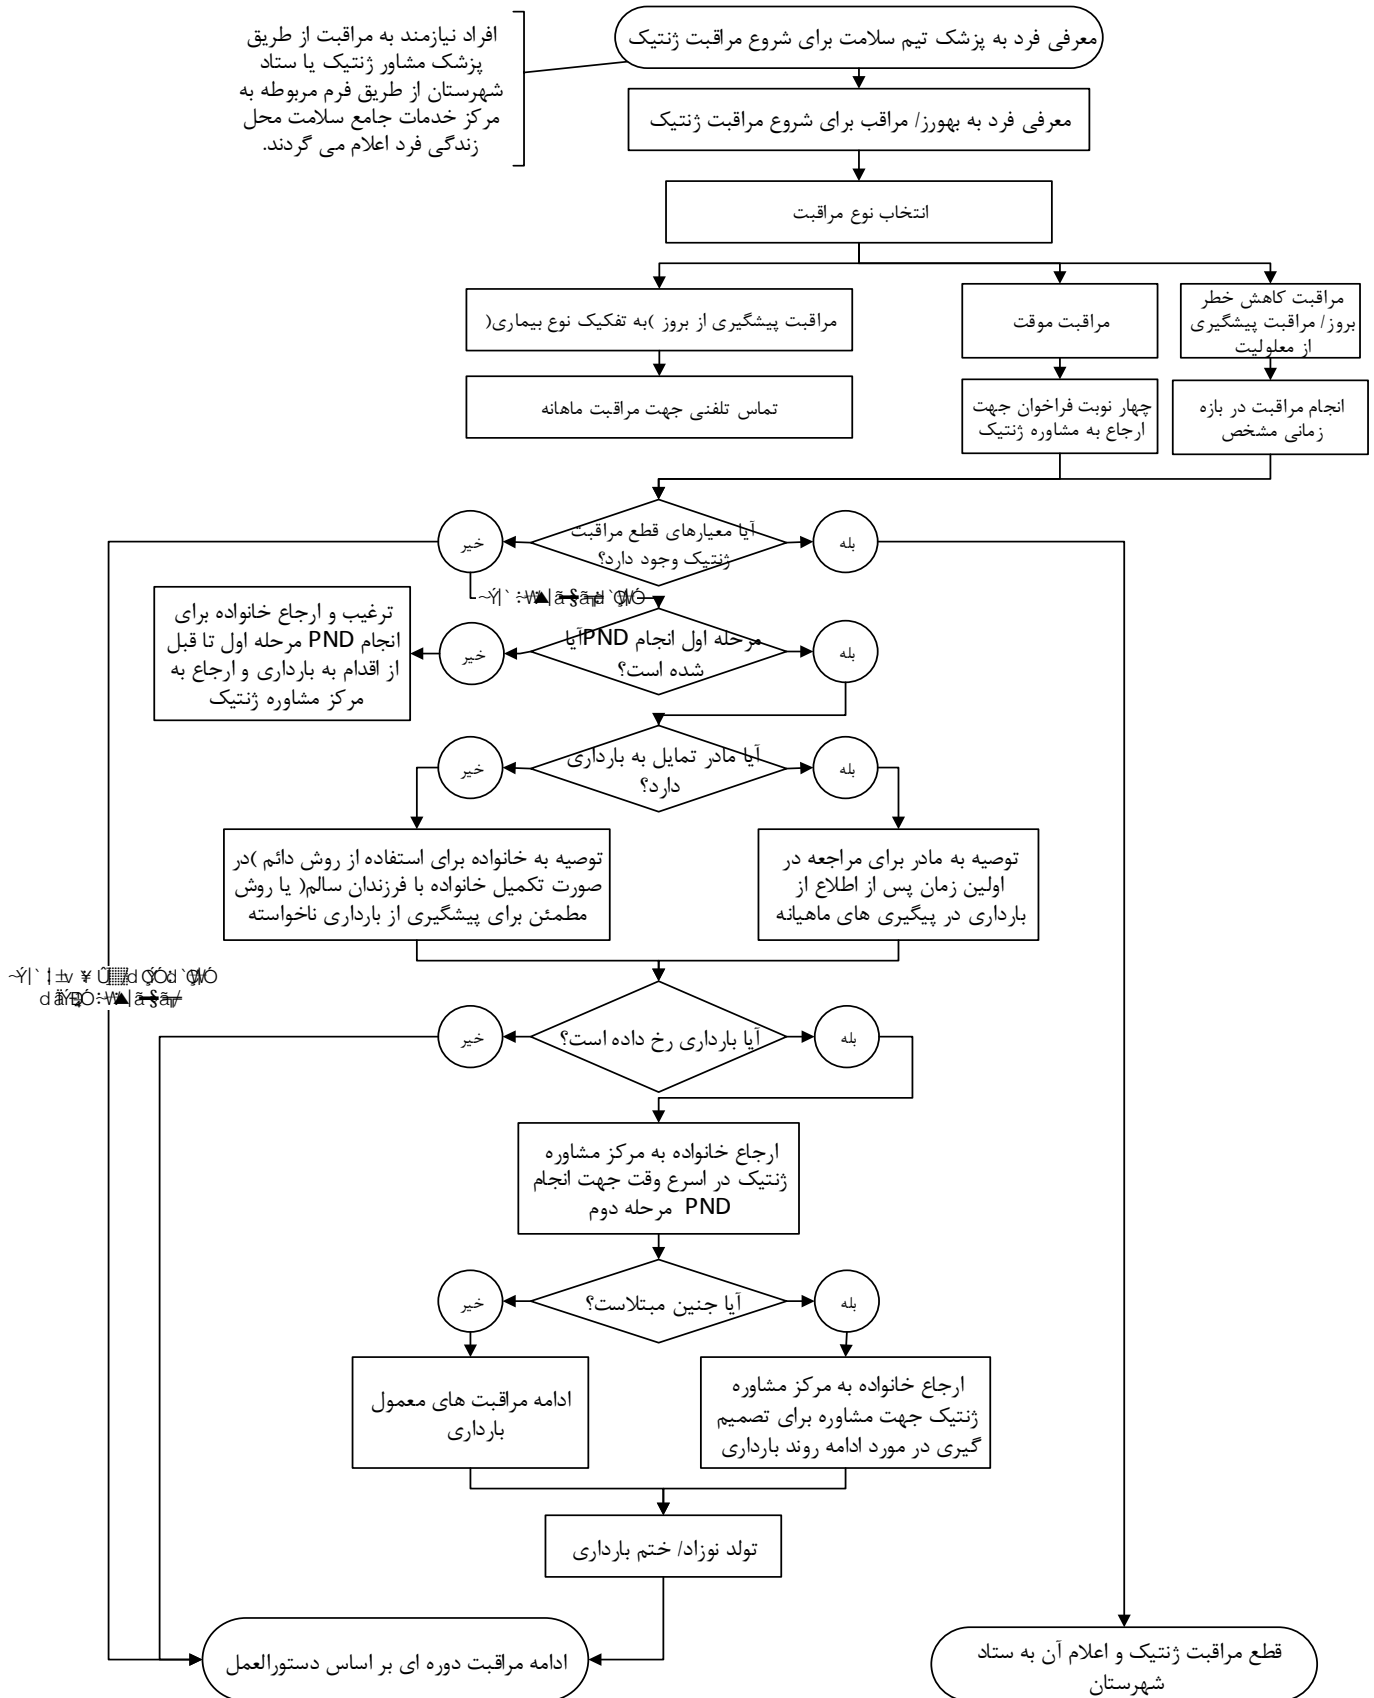 معرفی فرد به پزشک تیم سلامت برای شروع مراقبت ژنتیک
افراد نیازمند به مراقبت از طریق
پزشک مشاور ژنتیک یا ستاد
شهرستان از طریق فرم مربوطه به
مرکز خدمات جامع سلامت محل
زندگی فرد اعلام می گردند.
معرفی فرد به بهورز/ مراقب برای شروع مراقبت ژنتیک
انتخاب نوع مراقبت
مراقبت کاهش خطر
بروز/ مراقبت پیشگیری
از معلولیت
مراقبت موقت
مراقبت پیشگیری از بروز )به تفکیک نوع بیماری(
انجام مراقبت در بازه
زمانی مشخص
چهار نوبت فراخوان جهت
ارجاع به مشاوره ژنتیک
تماس تلفنی جهت مراقبت ماهانه
بله
آیا معیارهای قطع مراقبت
ژنتیک وجود دارد؟
خیر
بله
مرحله اول انجام PNDآیا
شده است؟
خیر
ترغیب و ارجاع خانواده برای
انجام PND مرحله اول تا قبل
از اقدام به بارداری و ارجاع به
مرکز مشاوره ژنتیک
بله
آیا مادر تمایل به بارداری
دارد؟
خیر
توصیه به مادر برای مراجعه در
اولین زمان پس از اطلاع از
بارداری در پیگیری های ماهیانه
توصیه به خانواده برای استفاده از روش دائم )در
صورت تکمیل خانواده با فرزندان سالم( یا روش
مطمئن برای پیشگیری از بارداری ناخواسته
بله
آیا بارداری رخ داده است؟
خیر
ارجاع خانواده به مرکز مشاوره
ژنتیک در اسرع وقت جهت انجام
PND مرحله دوم
بله
آیا جنین مبتلاست؟
خیر
ارجاع خانواده به مرکز مشاوره
ژنتیک جهت مشاوره برای تصمیم
گیری در مورد ادامه روند بارداری
ادامه مراقبت های معمول
بارداری
تولد نوزاد/ ختم بارداری
قطع مراقبت ژنتیک و اعلام آن به ستاد
شهرستان
ادامه مراقبت دوره ای بر اساس دستورالعمل